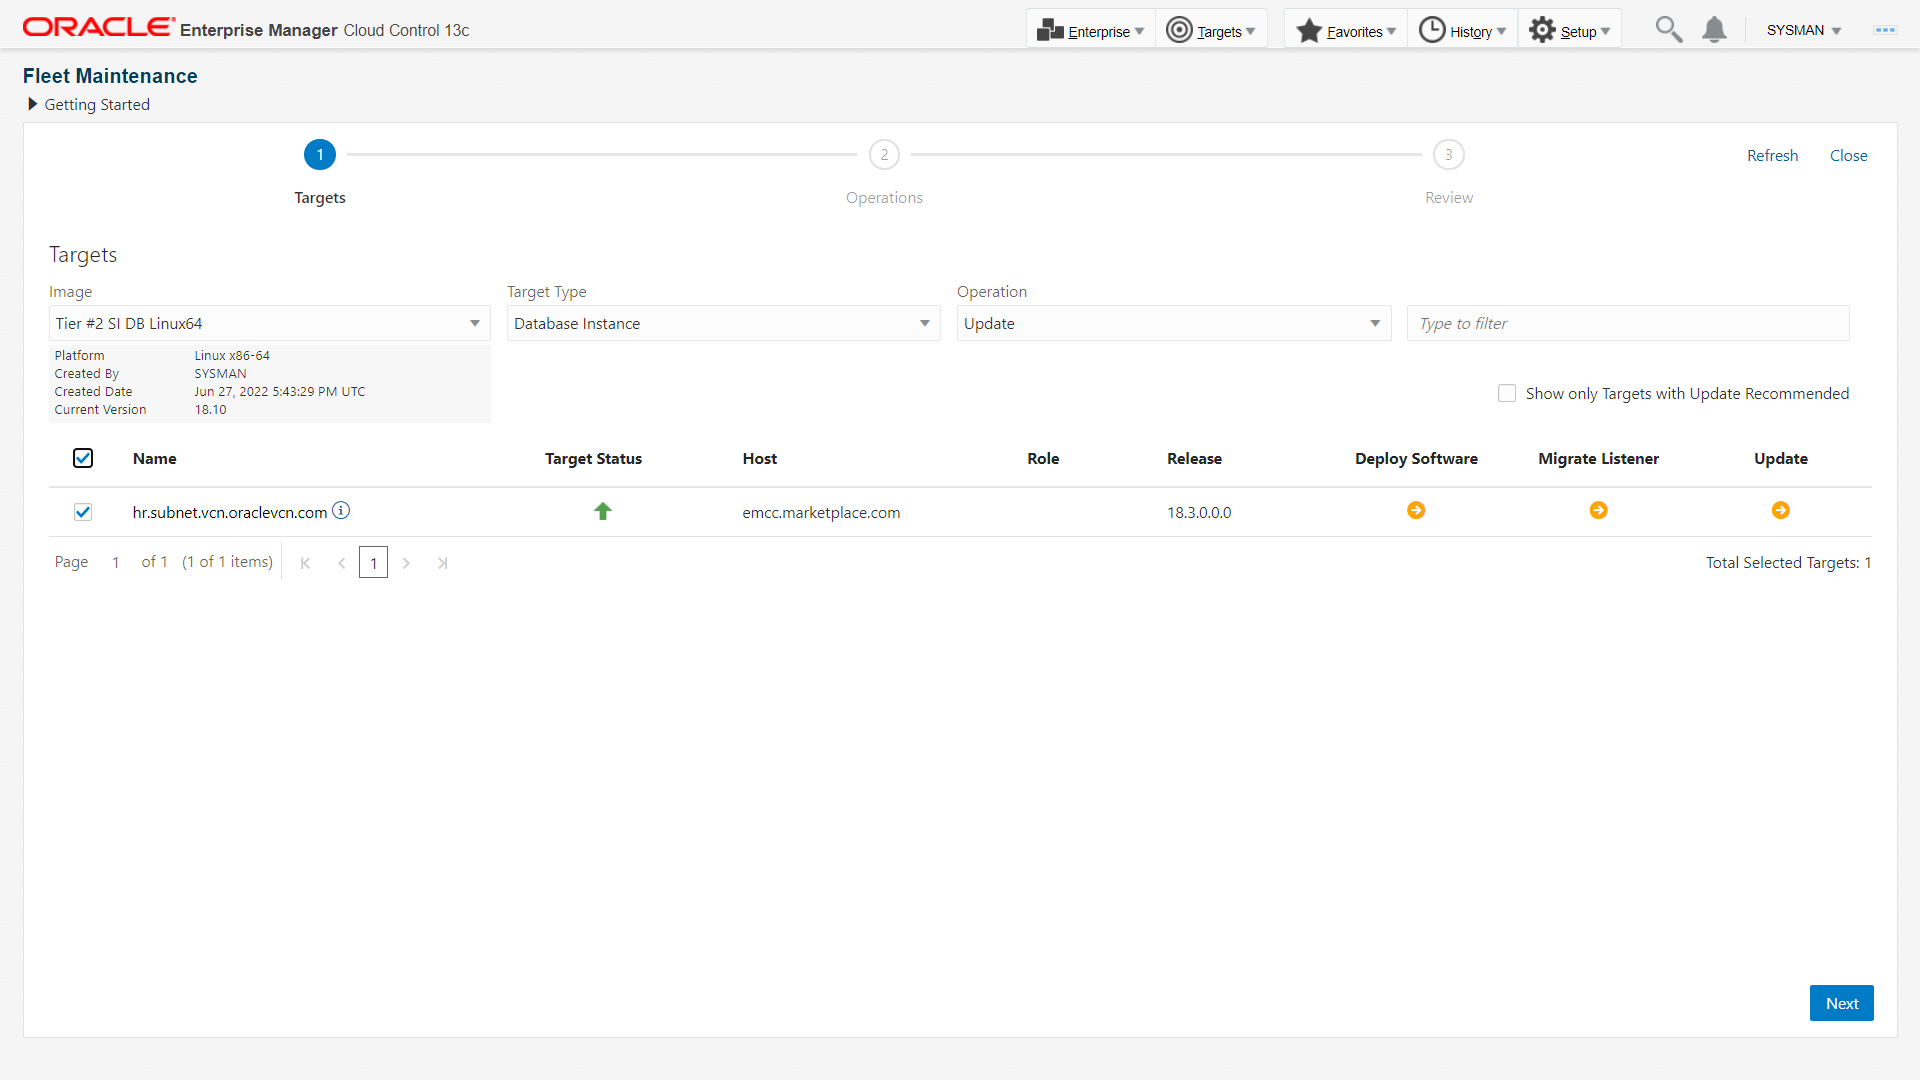 ORACLE Enterprise Manager Cloud Control 13c
Enterprise
Targets
Favorites
History
Setup
SYSMAN
Fleet Maintenance
Getting Started
1
2
3
Refresh
Close
Targets
Operations
Review
Targets
Image
Target Type
Operation
Tier #2 SI DB Linux64
Database Instance
Update
Type to filter
Platform Linux x86-64
Created By SYSMAN
Created Date Jun 27, 2022 5:43:29 PM UTC
Current Version 18.10
Show only Targets with Update Recommended
Name Target Status Host Role Release Deploy Software Migrate Listener Update
hr.subnet.vcn.oraclevcn.com emcc.marketplace.com 18.3.0.0.0
Page 1 of 1 (1 of 1 items) 1 Total Selected Targets: 1
Next